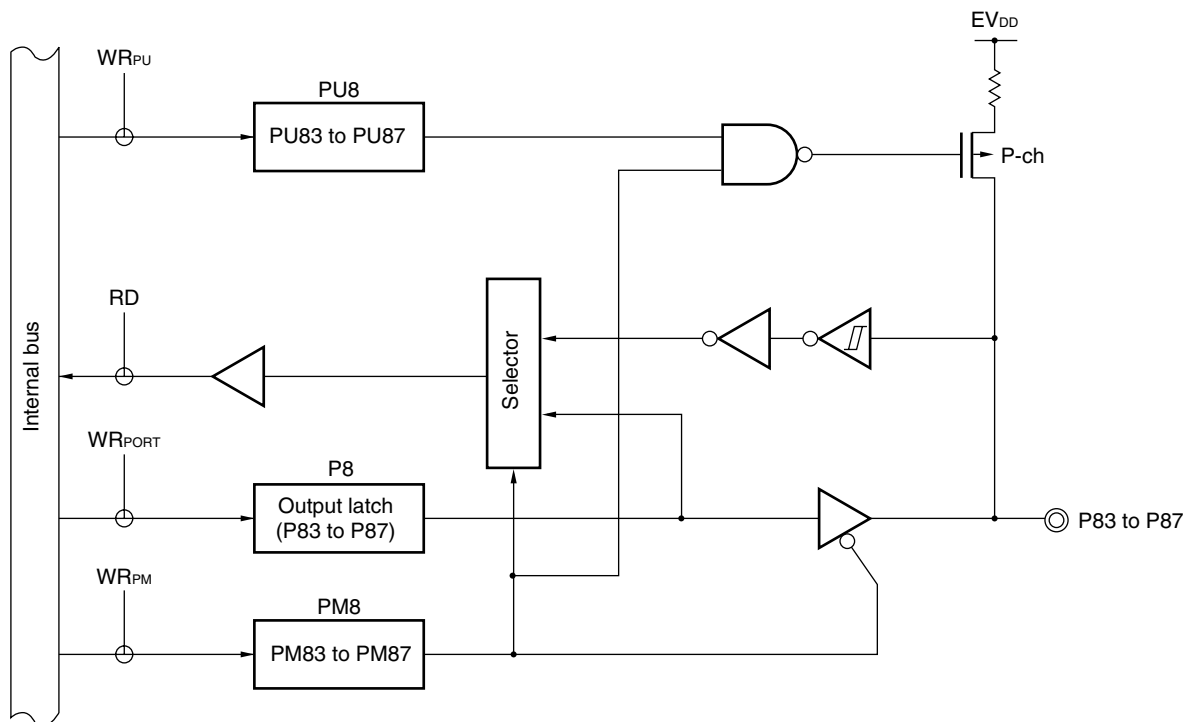 EVDD
WRPU
PU8
PU83 to PU87
P-ch
RD
Internal bus
Selector
WRPORT
P8
Output latch
(P83 to P87)
P83 to P87
WRPM
PM8
PM83 to PM87